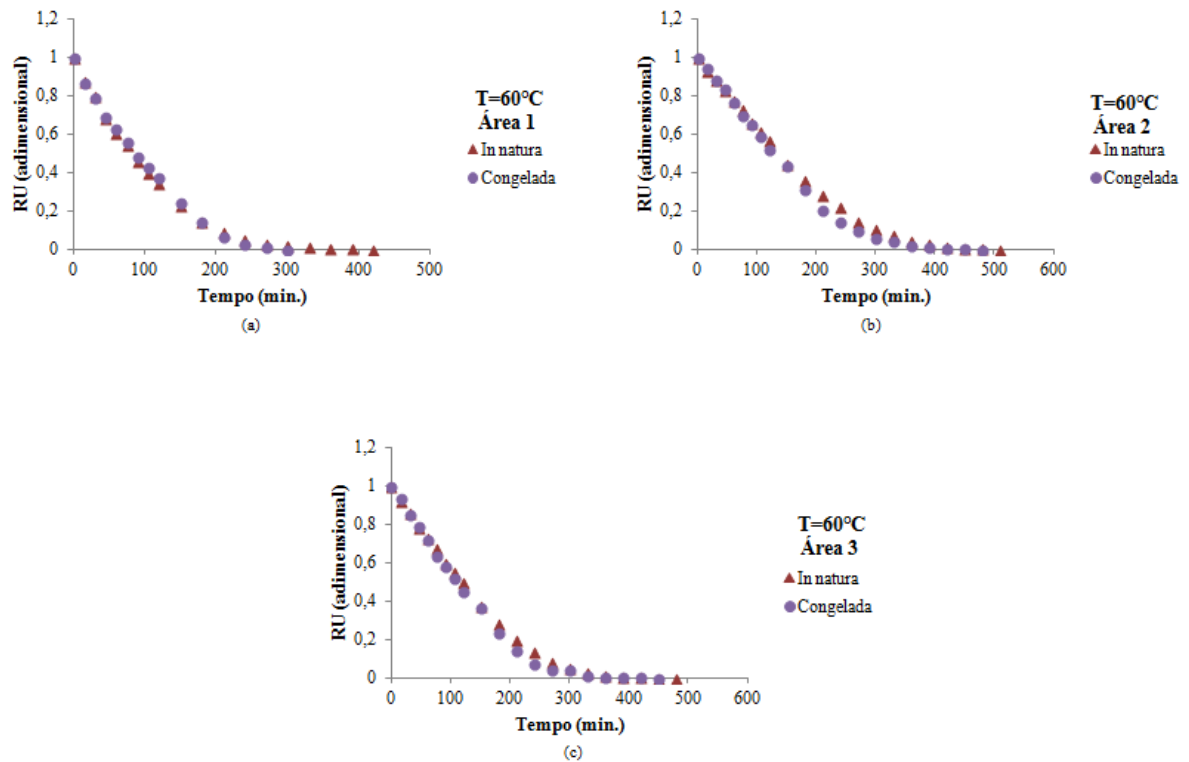 1,2
1
0,8
0,6
0,4
0,2
0
RU (adimensional)
0 100 200 300 400 500
Tempo (min.)
T=60°C
Área 1
In natura
Congelada
(a)
1,2
1
0,8
0,6
0,4
0,2
0
RU (adimensional)
0 100 200 300 400 500 600
Tempo (min.)
T=60°C
Área 2
In natura
Congelada
(b)
1,2
1
0,8
0,6
0,4
0,2
0
RU (adimensional)
0 100 200 300 400 500 600
Tempo (min.)
T=60°C
Área 3
In natura
Congelada
(c)